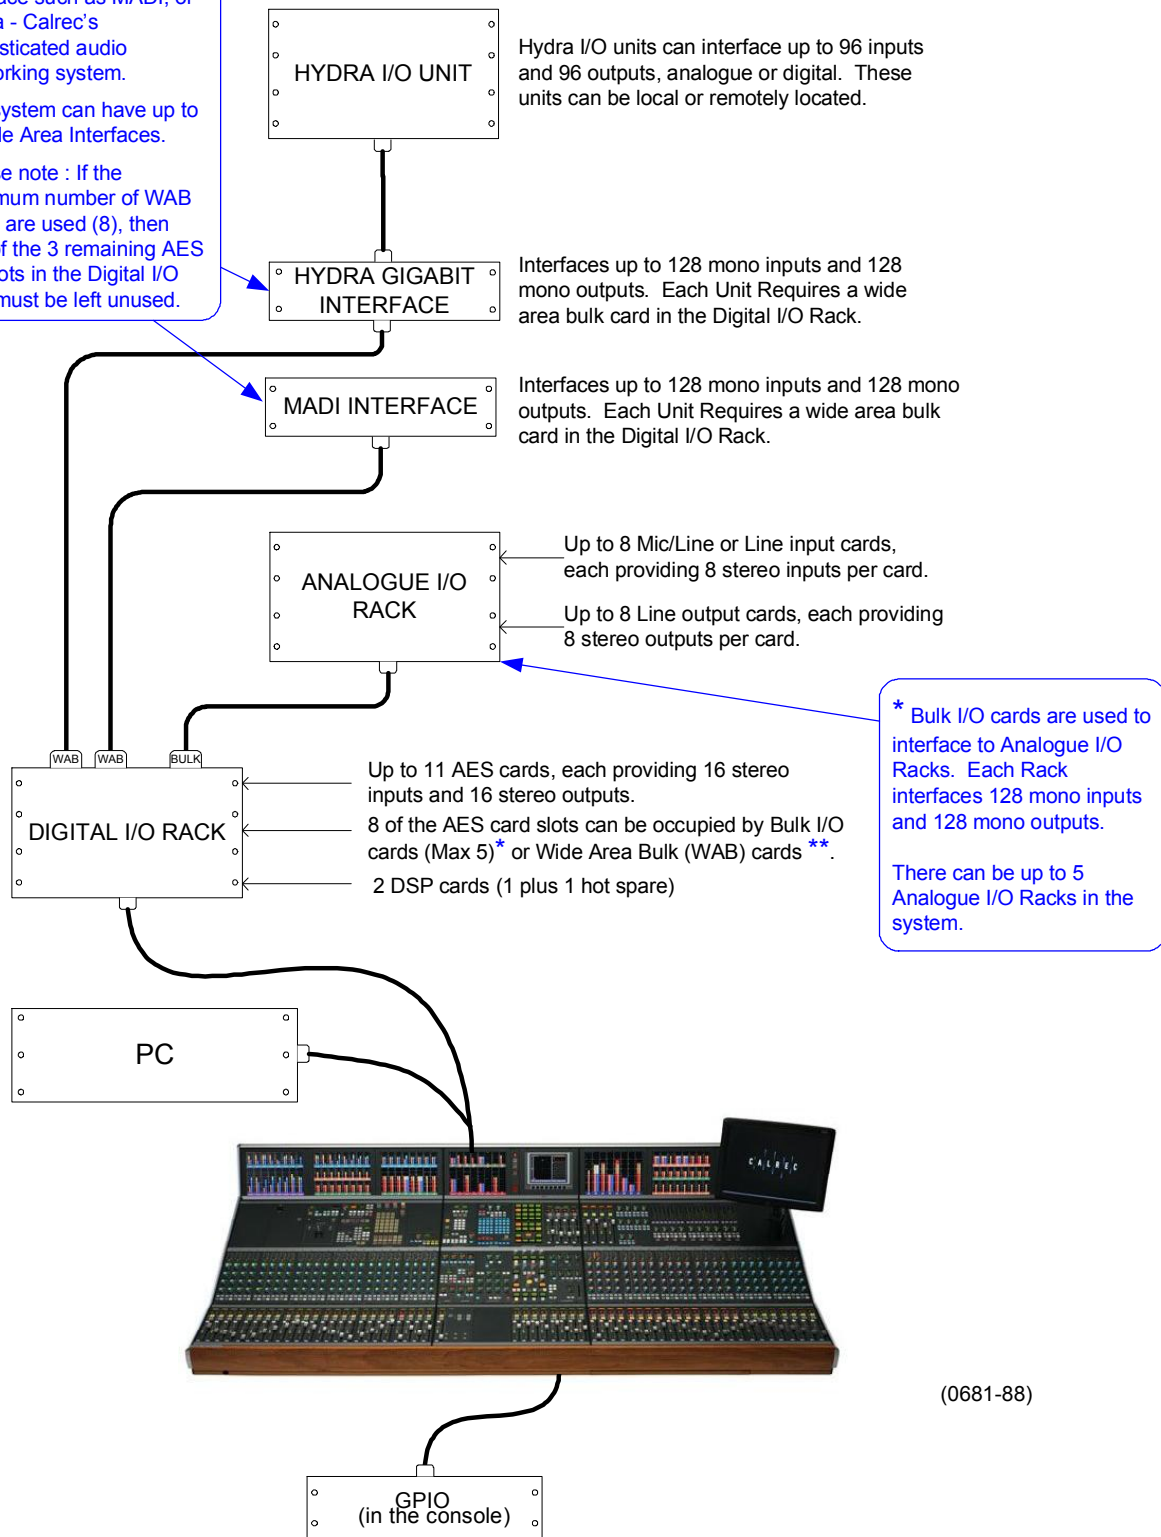 ace such as MADI, or
a - Calrec's
sticated audio
orking system.
system can have up to
le Area Interfaces.
e note : If the
mum number of WAB
are used (8), then
of the 3 remaining AES
ots in the Digital I/O
must be left unused.
HYDRA I/O UNIT
Hydra I/O units can interface up to 96 inputs
and 96 outputs, analogue or digital. These
units can be local or remotely located.
HYDRA GIGABIT
INTERFACE
Interfaces up to 128 mono inputs and 128
mono outputs. Each Unit Requires a wide
area bulk card in the Digital I/O Rack.
MADI INTERFACE
Interfaces up to 128 mono inputs and 128 mono
outputs. Each Unit Requires a wide area bulk
card in the Digital I/O Rack.
ANALOGUE I/O
RACK
Up to 8 Mic/Line or Line input cards,
each providing 8 stereo inputs per card.
Up to 8 Line output cards, each providing
8 stereo outputs per card.
* Bulk I/O cards are used to
interface to Analogue I/O
Racks. Each Rack
interfaces 128 mono inputs
and 128 mono outputs.
There can be up to 5
Analogue I/O Racks in the
system.
WAB
WAB
BULK
DIGITAL I/O RACK
Up to 11 AES cards, each providing 16 stereo
inputs and 16 stereo outputs.
8 of the AES card slots can be occupied by Bulk I/O
cards (Max 5)* or Wide Area Bulk (WAB) cards **.
2 DSP cards (1 plus 1 hot spare)
PC
CALREC
(0681-88)
GPIO
(in the console)